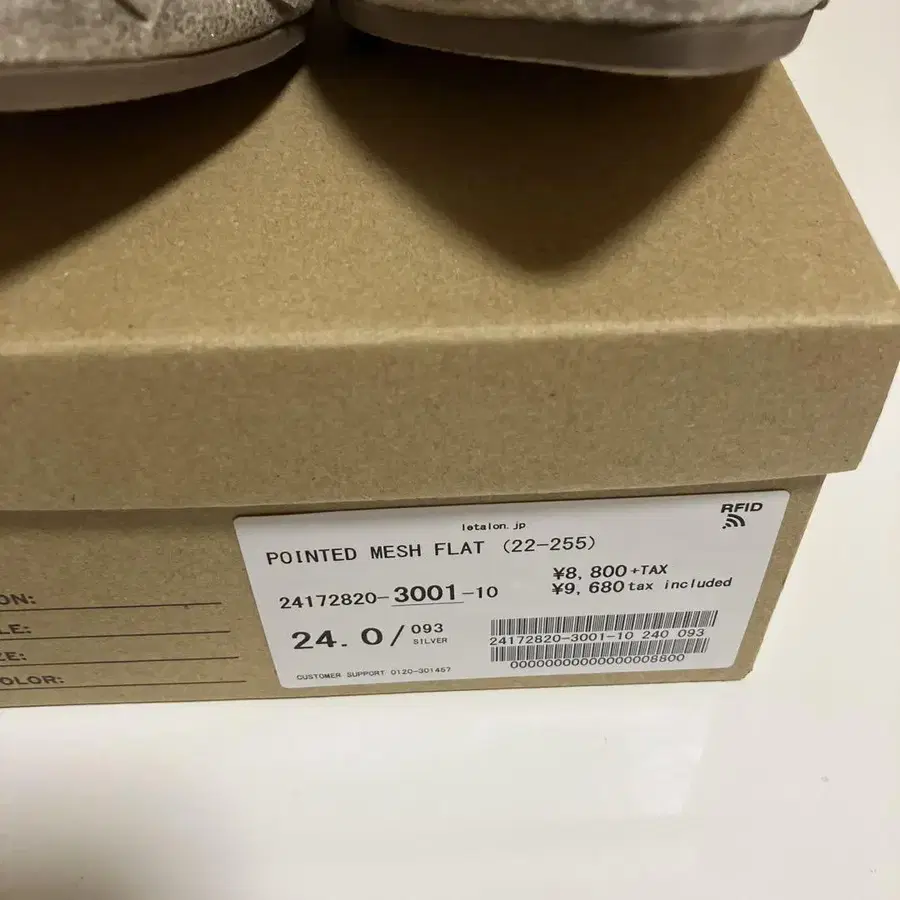 RFID
letalon.jp
POINTED MESH FLAT (22-255)
¥8,800+TAX
24172820-3001-10
¥9,680 tax included
24.0/093
SILVER
24172820-3001-10 240 093
00000000000000008800
CUSTOMER SUPPORT 0120-301457
ON:
LE:
ZE:
OLOR: